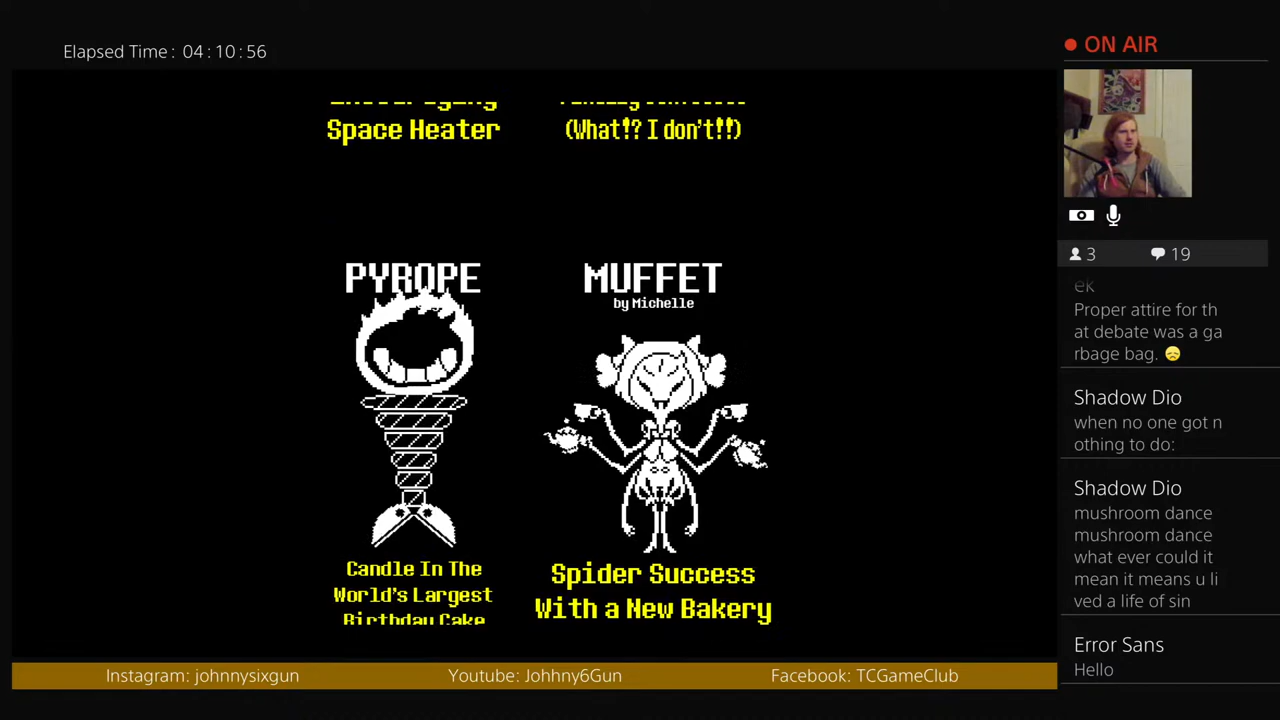 Elapsed Time : 04:10:56
ON AIR
Space Heater
(What!? I don't!!)
3
19
PYROPE
MUFFET
by Michelle
Candle In The
World's Largest
Birthday Cake
Spider Success
With a New Bakery
ek
Proper attire for th
at debate was a ga
rbage bag. 😞
Shadow Dio
when no one got n
othing to do:
Shadow Dio
mushroom dance
mushroom dance
what ever could it
mean it means u li
ved a life of sin
Error Sans
Hello
Instagram: johnnysixgun
Youtube: Johhny6Gun
Facebook: TCGameClub